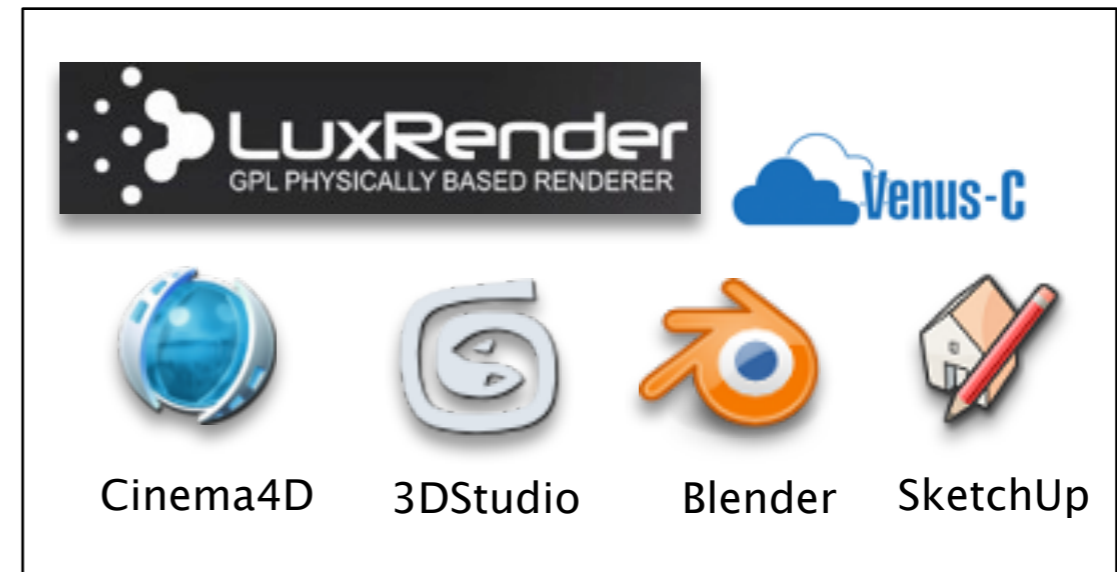 LuxRender
GPL PHYSICALLY BASED RENDERER
Venus-C
Cinema4D
3DStudio
Blender
SketchUp